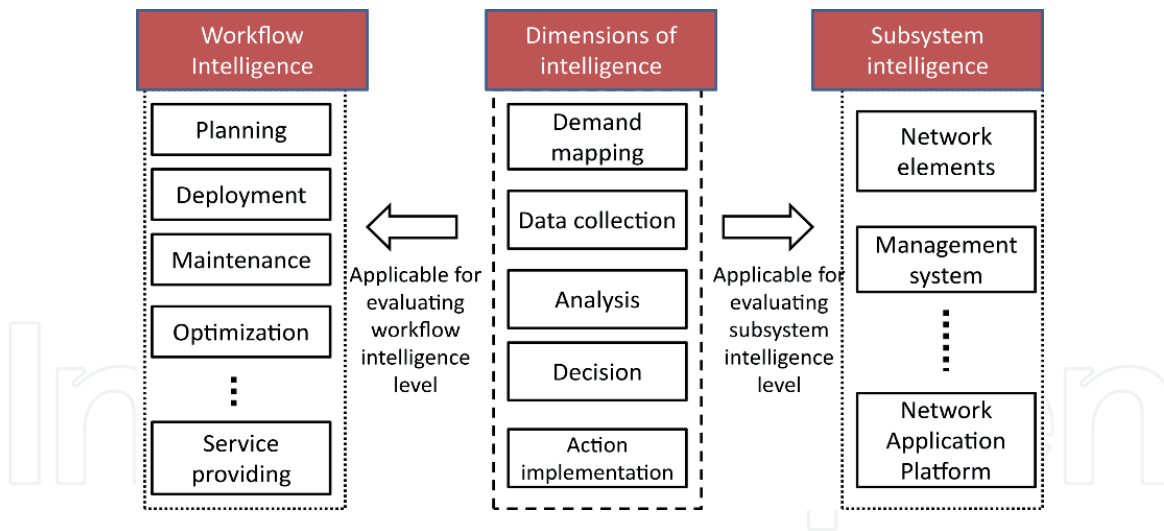 Workflow
Intelligence
Planning
Deployment
Maintenance
Optimization
Service
providing
Applicable for
evaluating
workflow
intelligence
level
Dimensions of
intelligence
Demand
mapping
Data collection
Analysis
Decision
Action
implementation
Applicable for
evaluating
subsystem
intelligence
level
Subsystem
intelligence
Network
elements
Management
system
Network
Application
Platform